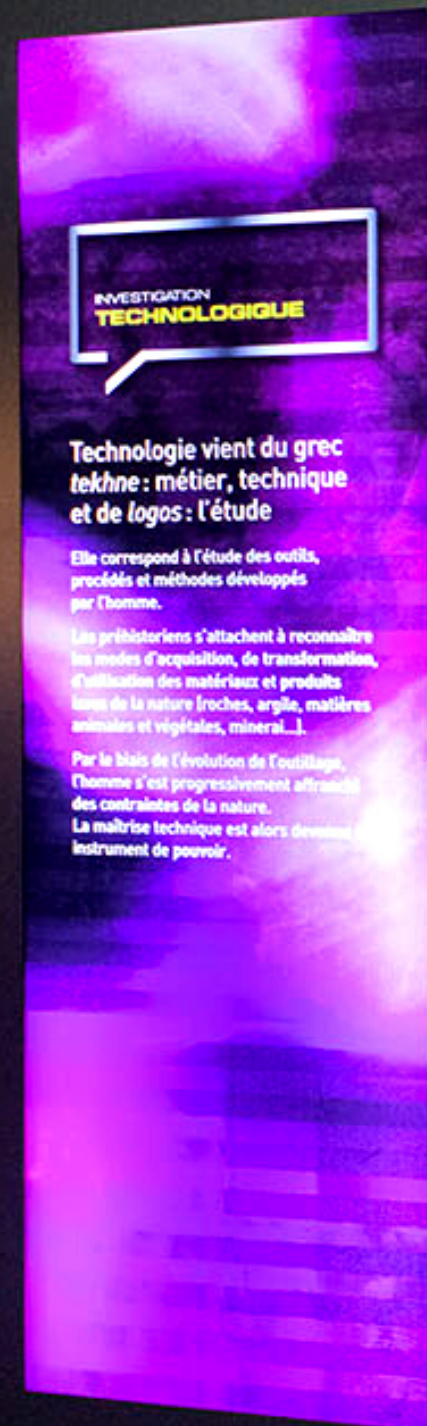 INVESTIGATION
TECHNOLOGIQUE
Technologie vient du grec
tekhne : métier, technique
et de logos : l'étude
Elle correspond à l'étude des outils,
procédés et méthodes développés
par l'homme.
Les préhistoriens s'attachent à reconnaître
les modes d'acquisition, de transformation,
d'utilisation des matériaux et produits
issus de la nature (roches, argile, matières
animales et végétales, minerai...).
Par le biais de l'évolution de l'outillage,
l'homme s'est progressivement affranchi
des contraintes de la nature.
La maîtrise technique est alors devenue
instrument de pouvoir.